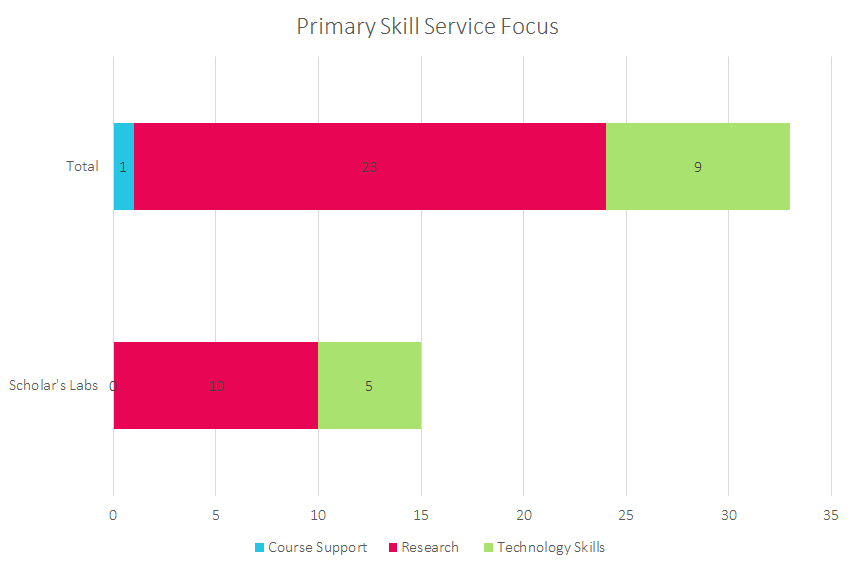 Primary Skill Service Focus
Total
1 23 9
Scholar's Labs
0 10 5
0 5 10 15 20 25 30 35
Course Support Research Technology Skills